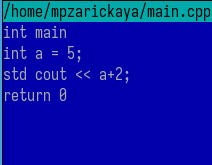 /home/mpzarickaya/main.cpp
int main
int a = 5;
std cout << a+2;
return 0